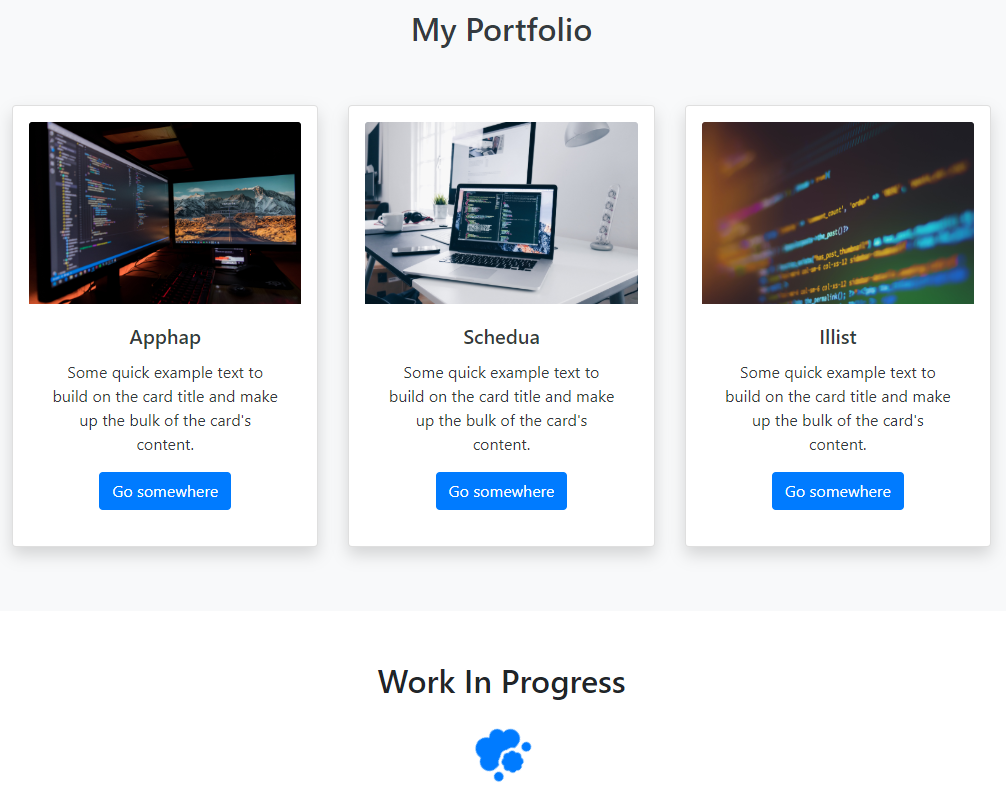 My Portfolio
Apphap
Some quick example text to
build on the card title and make
up the bulk of the card's
content.
Go somewhere
Schedua
Some quick example text to
build on the card title and make
up the bulk of the card's
content.
Go somewhere
Illist
Some quick example text to
build on the card title and make
up the bulk of the card's
content.
Go somewhere
Work In Progress